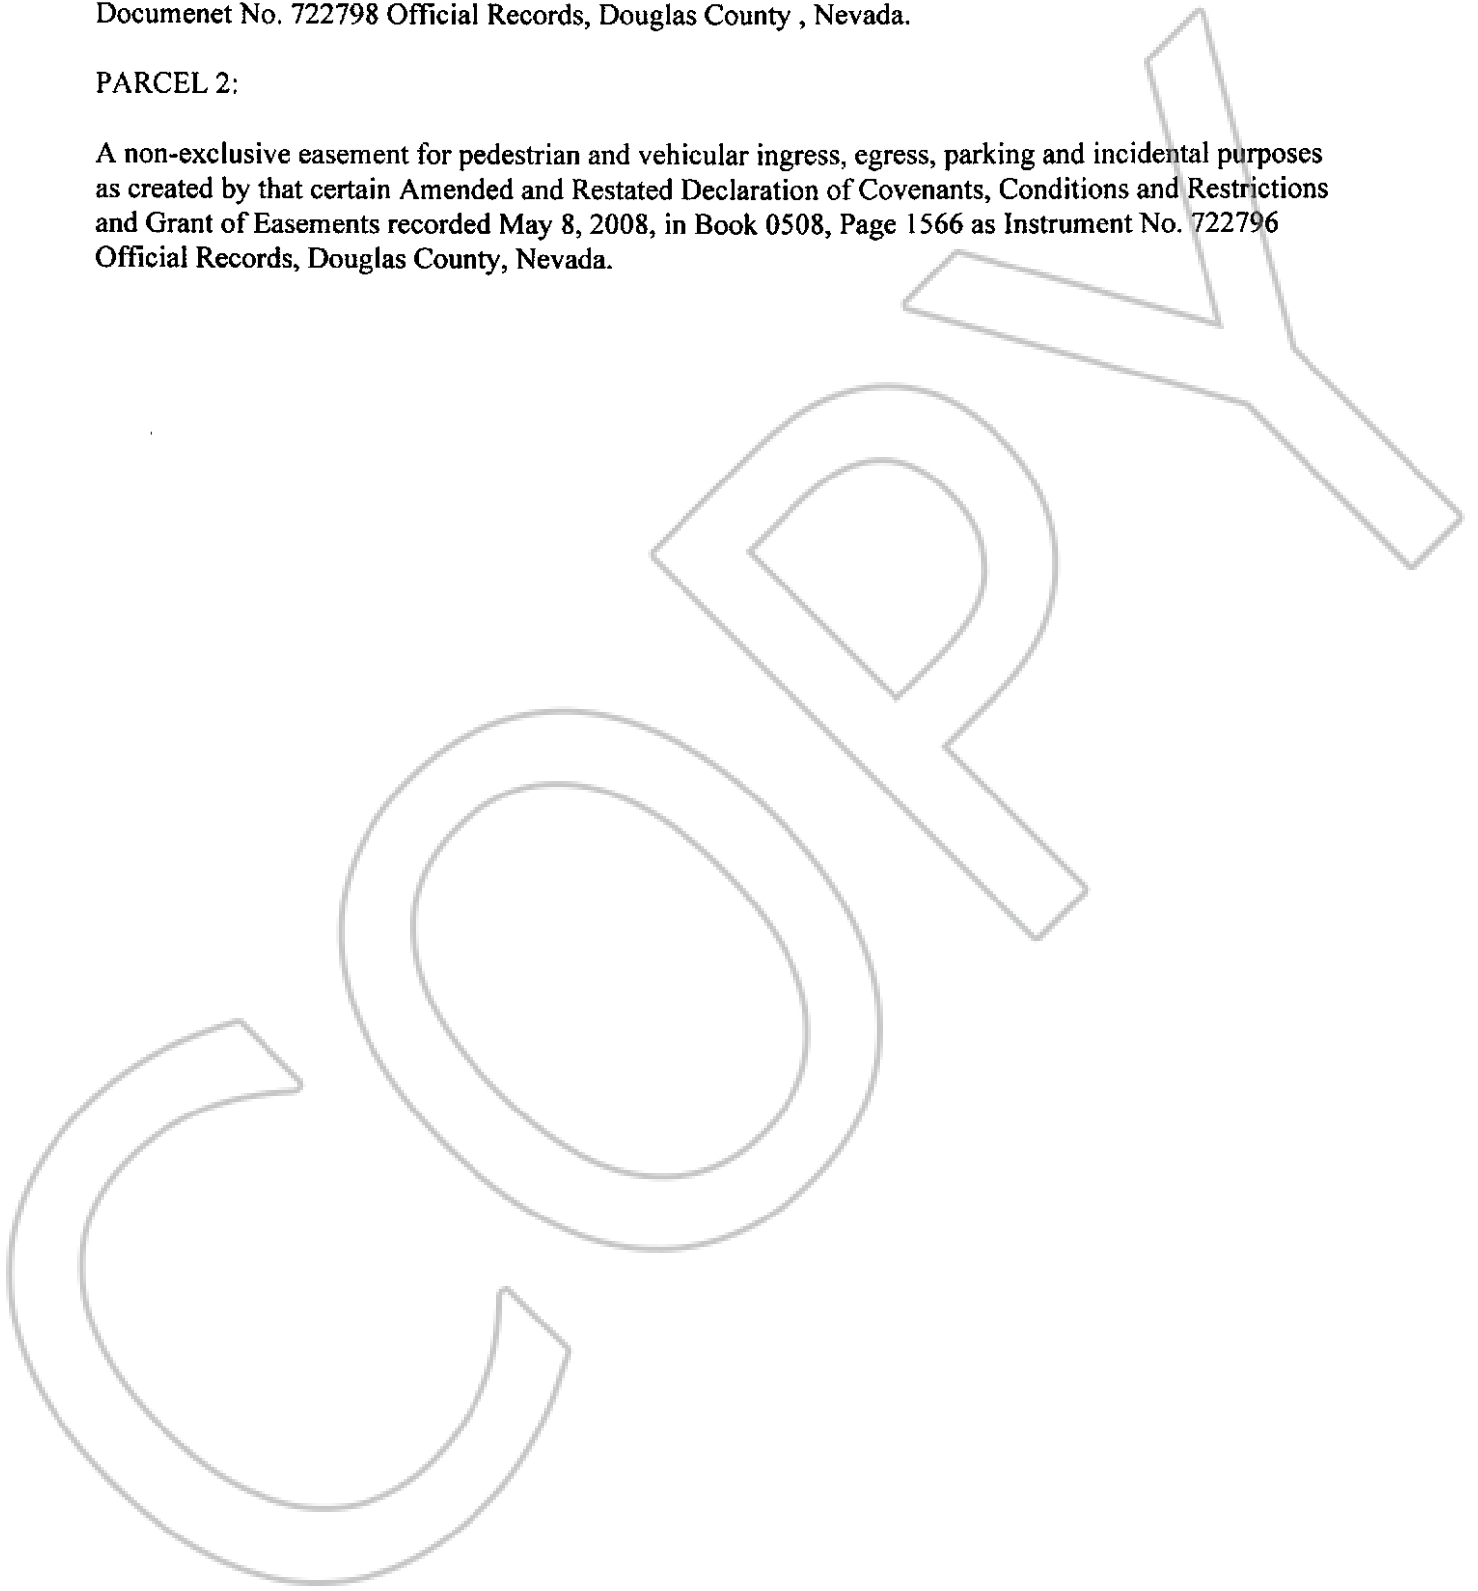 Documenet No. 722798 Official Records, Douglas County , Nevada.
PARCEL 2:
A non-exclusive easement for pedestrian and vehicular ingress, egress, parking and incidental purposes
as created by that certain Amended and Restated Declaration of Covenants, Conditions and Restrictions
and Grant of Easements recorded May 8, 2008, in Book 0508, Page 1566 as Instrument No. 722796
Official Records, Douglas County, Nevada.
COPY